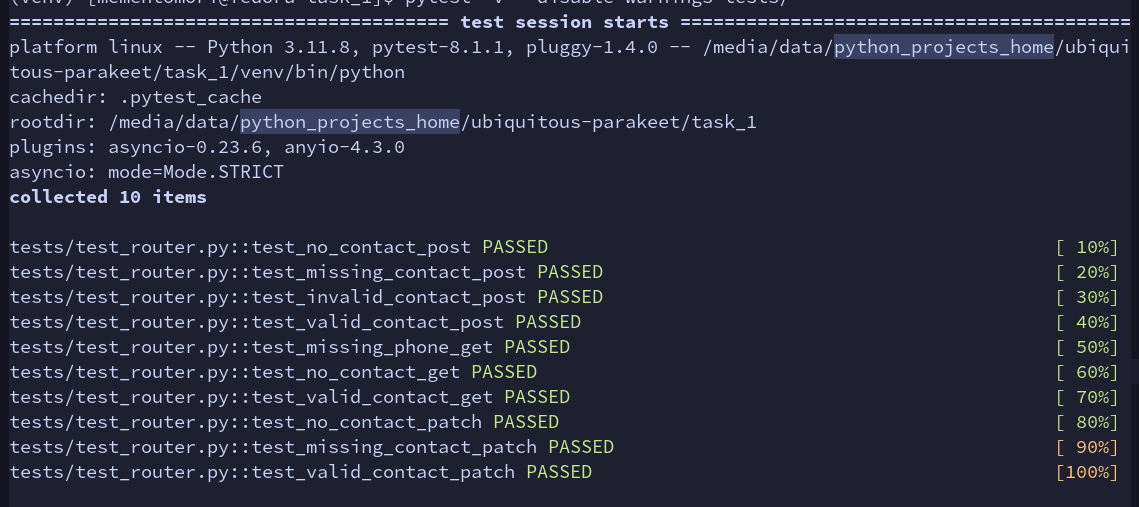 ======================================== test session starts =========================================
platform linux -- Python 3.11.8, pytest-8.1.1, pluggy-1.4.0 -- /media/data/python_projects_home/ubiqui
tous-parakeet/task_1/venv/bin/python
cachedir: .pytest_cache
rootdir: /media/data/python_projects_home/ubiquitous-parakeet/task_1
plugins: asyncio-0.23.6, anyio-4.3.0
asyncio: mode=Mode.STRICT
collected 10 items
tests/test_router.py::test_no_contact_post PASSED [ 10%]
tests/test_router.py::test_missing_contact_post PASSED [ 20%]
tests/test_router.py::test_invalid_contact_post PASSED [ 30%]
tests/test_router.py::test_valid_contact_post PASSED [ 40%]
tests/test_router.py::test_missing_phone_get PASSED [ 50%]
tests/test_router.py::test_no_contact_get PASSED [ 60%]
tests/test_router.py::test_valid_contact_get PASSED [ 70%]
tests/test_router.py::test_no_contact_patch PASSED [ 80%]
tests/test_router.py::test_missing_contact_patch PASSED [ 90%]
tests/test_router.py::test_valid_contact_patch PASSED [100%]